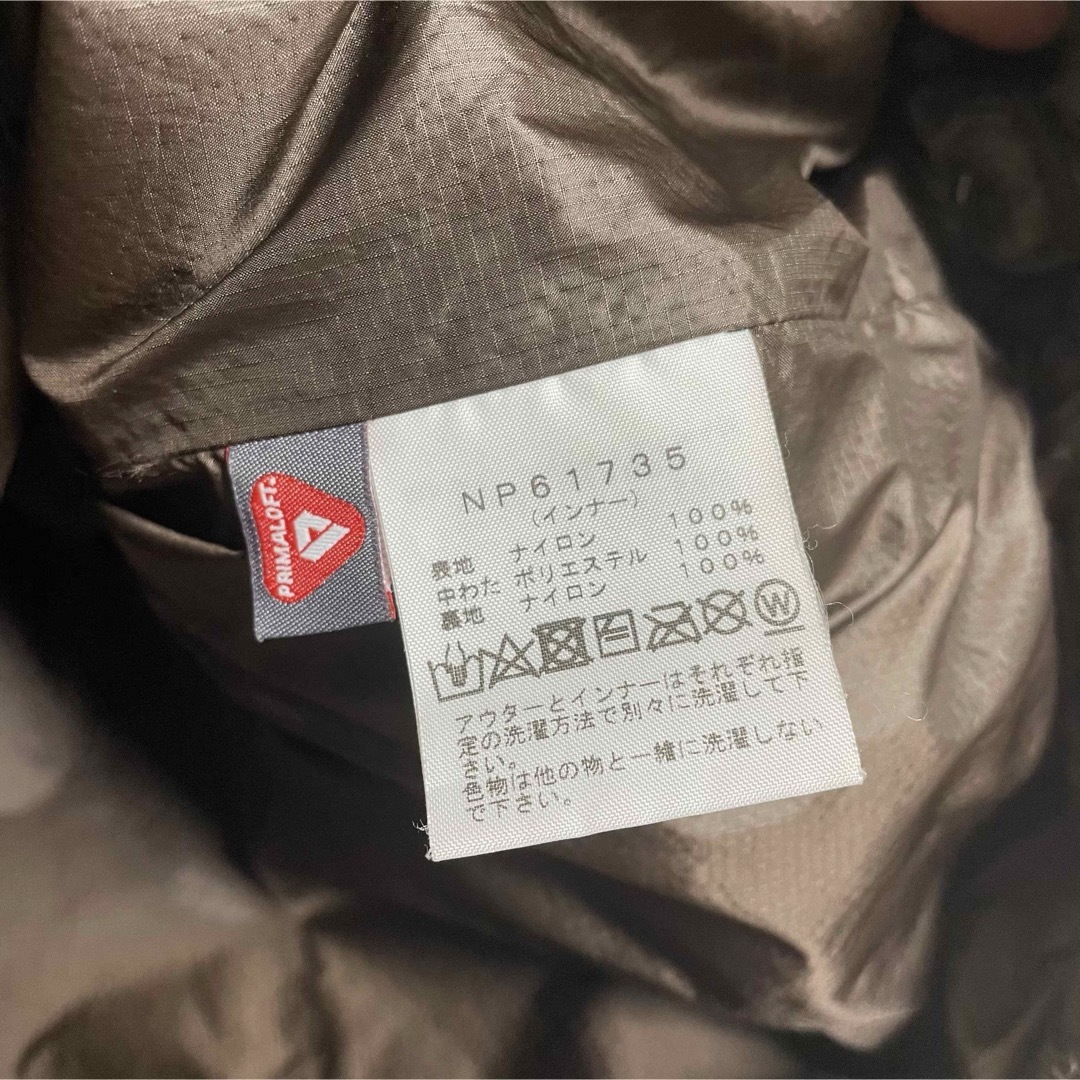 PRIMALOFT
NP61735
(インナー)
表地 ナイロン 100%
中わた ポリエステル 100%
裏地 ナイロン 100%
W
アウターとインナーはそれぞれ指
定の洗濯方法で別々に洗濯して下
さい。
色物は他の物と一緒に洗濯しない
で下さい。